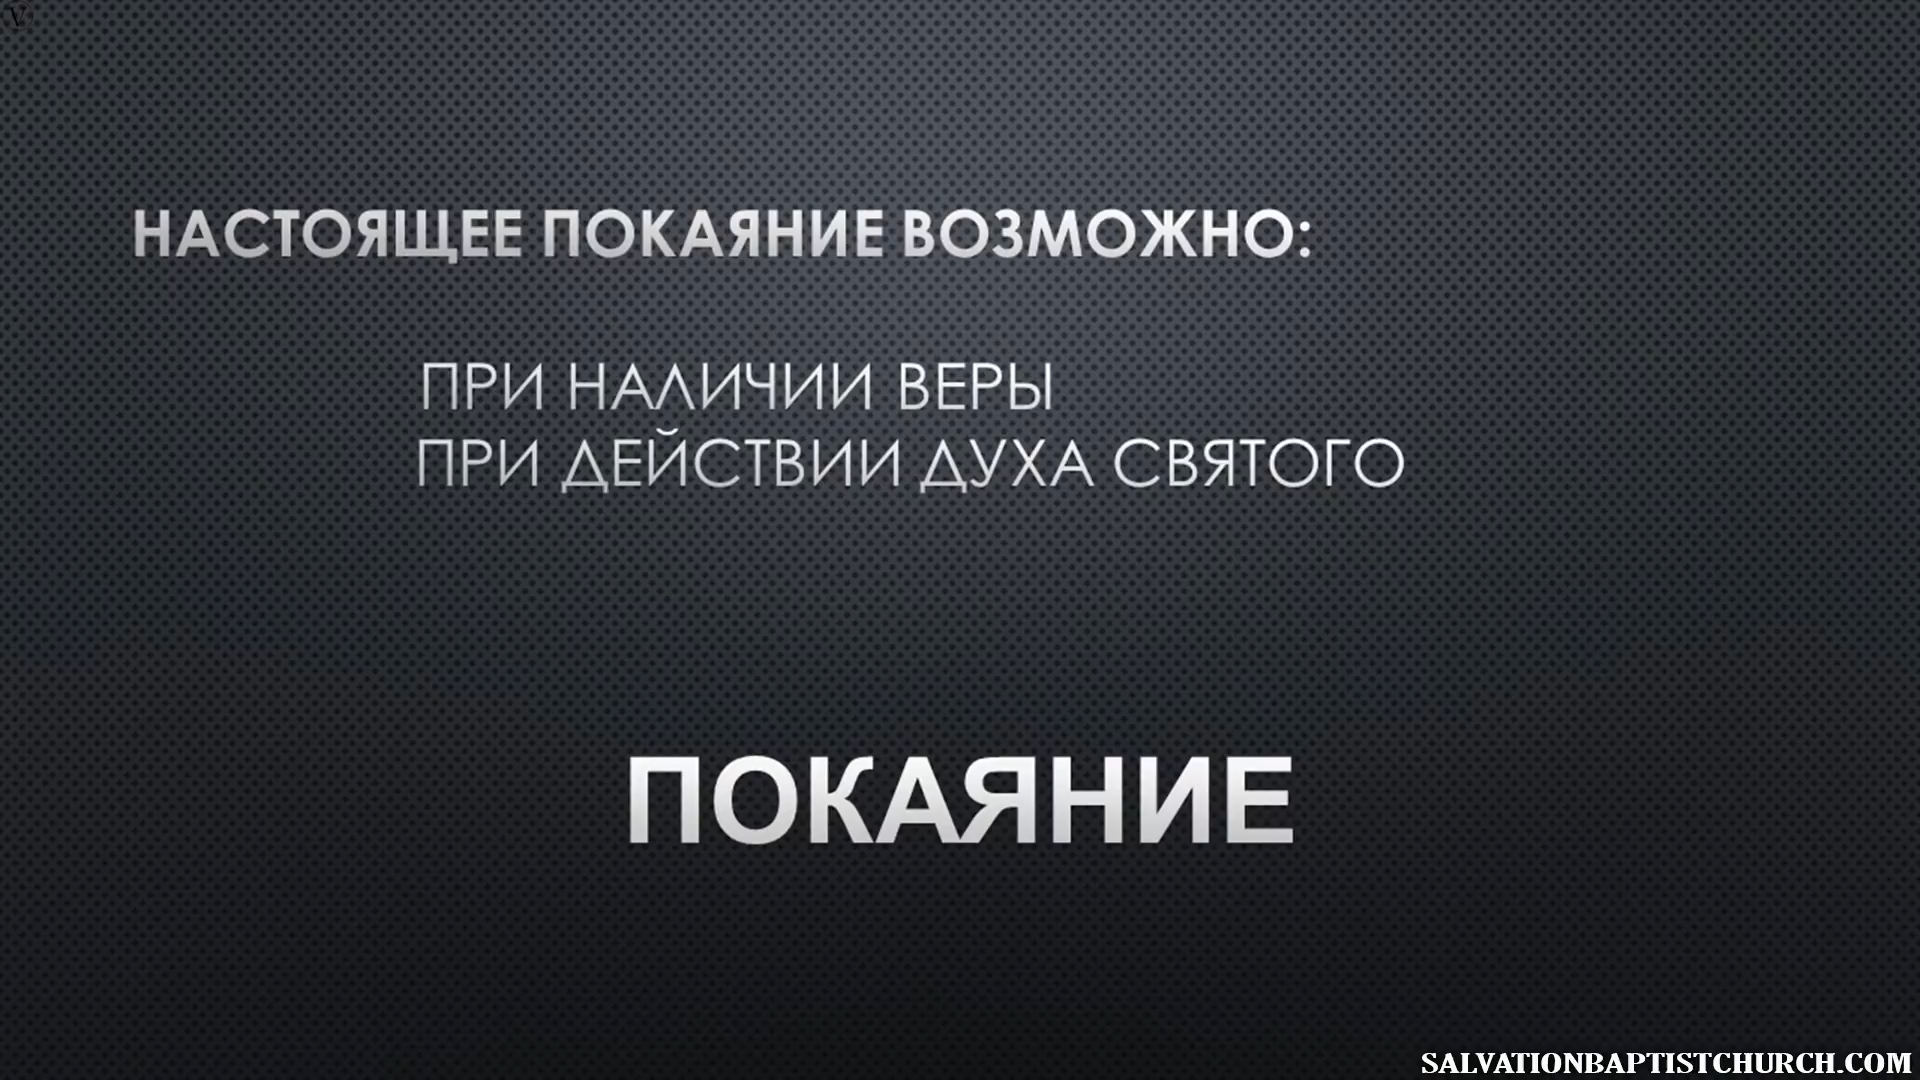 V
НАСТОЯЩЕЕ ПОКАЯНИЕ ВОЗМОЖНО:
ПРИ НАЛИЧИИ ВЕРЫ
ПРИ ДЕЙСТВИИ ДУХА СВЯТОГО
ПОКАЯНИЕ
SALVATIONBAPTISTCHURCH.COM